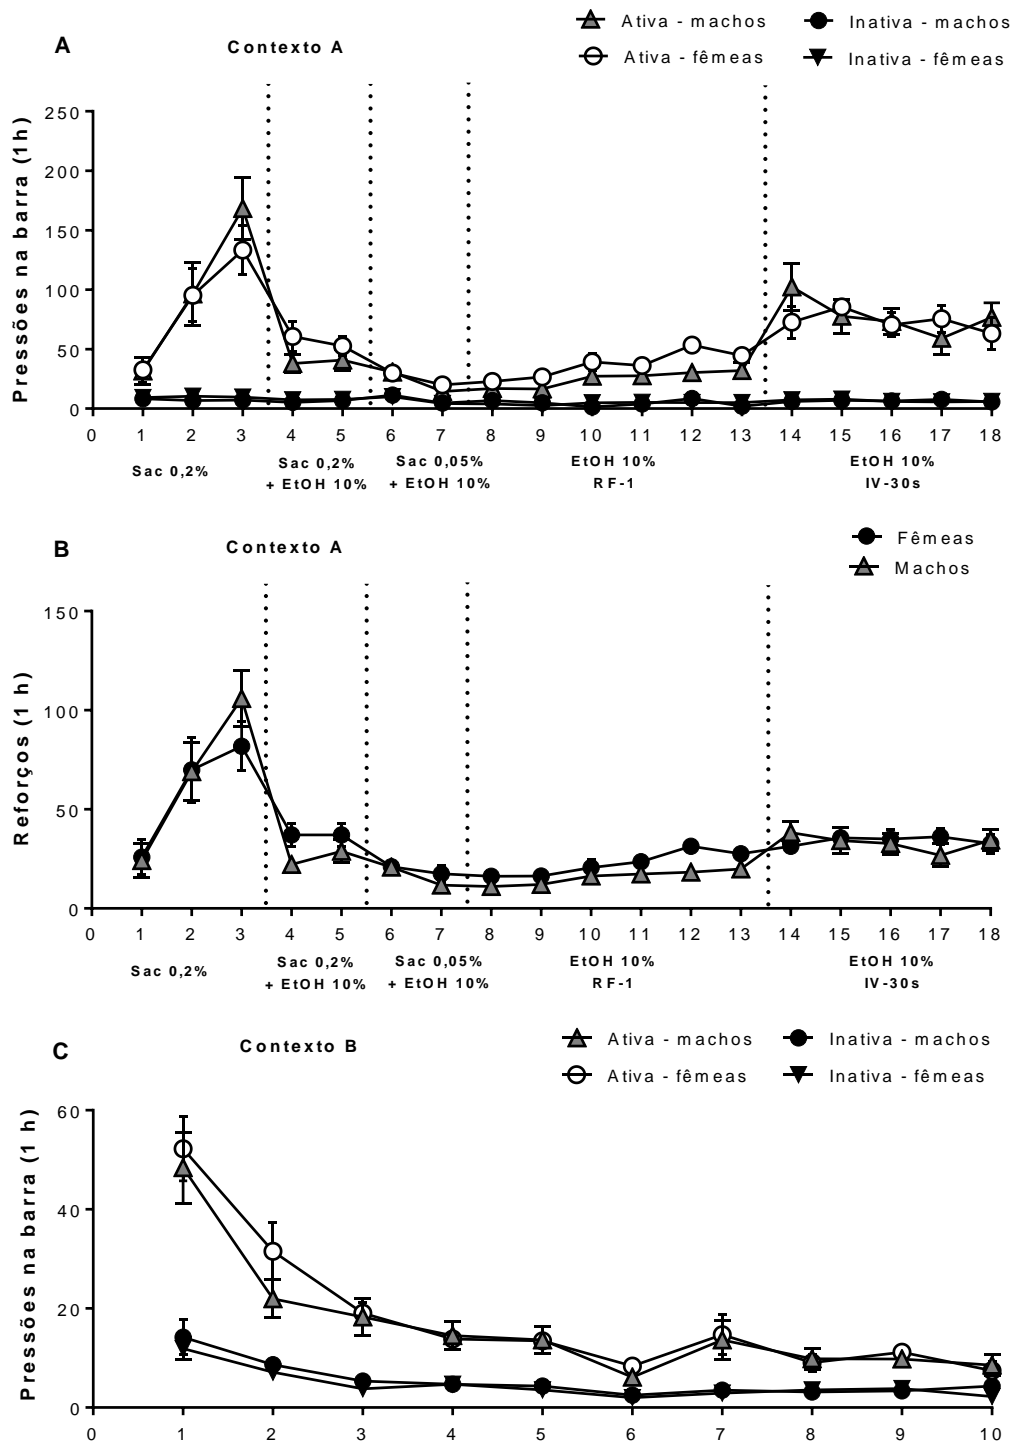 A
Contexto A
Ativa - machos
Inativa - machos
Ativa - fêmeas
Inativa - fêmeas
Pressões na barra (1h)
250
200
150
100
50
0
0 1 2 3 4 5 6 7 8 9 10 11 12 13 14 15 16 17 18
Sac 0,2%
Sac 0,2%
+ EtOH 10%
Sac 0,05%
+ EtOH 10%
EtOH 10%
RF-1
EtOH 10%
IV-30s
B
Contexto A
Fêmeas
Machos
Reforços (1 h)
150
100
50
0
0 1 2 3 4 5 6 7 8 9 10 11 12 13 14 15 16 17 18
Sac 0,2%
Sac 0,2%
+ EtOH 10%
Sac 0,05%
+ EtOH 10%
EtOH 10%
RF-1
EtOH 10%
IV-30s
C
Contexto B
Ativa - machos
Inativa - machos
Ativa - fêmeas
Inativa - fêmeas
Pressões na barra (1 h)
60
40
20
0
0 1 2 3 4 5 6 7 8 9 10